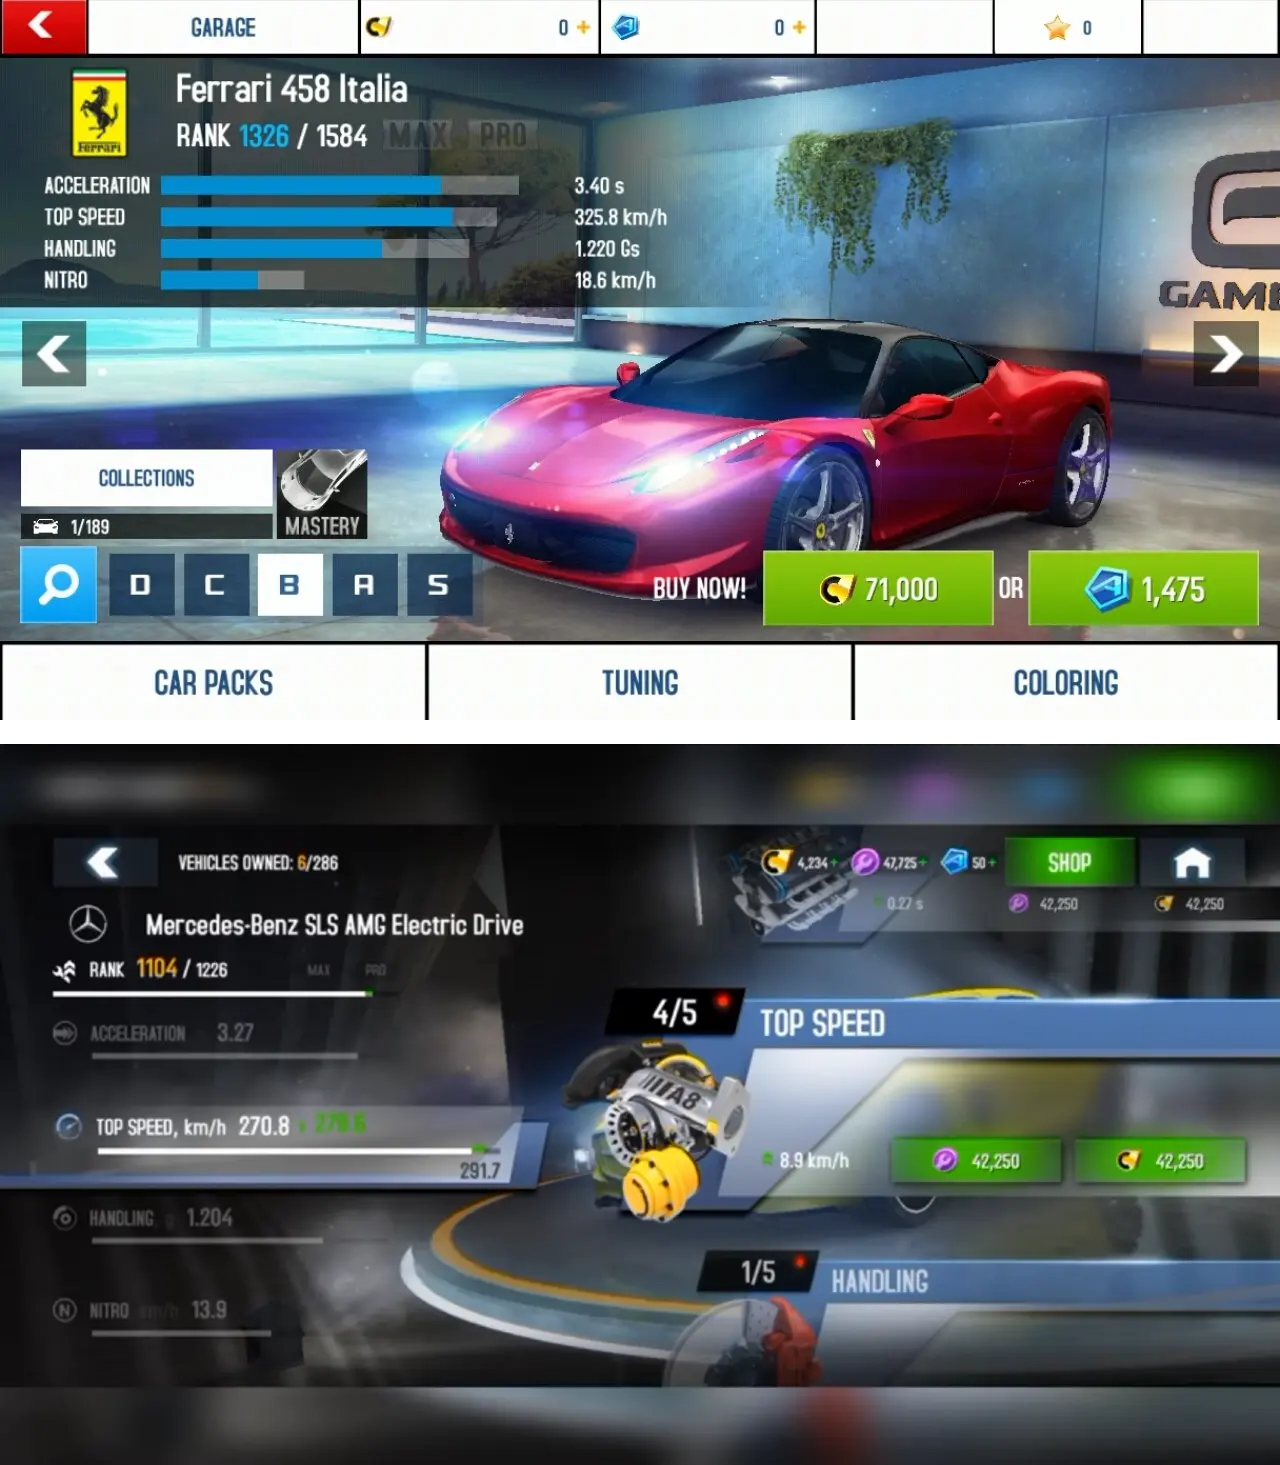 GARAGE
0 +
0 +
0
Ferrari
Ferrari 458 Italia
RANK 1326 / 1584 MAX PRO
ACCELERATION 3.40 s
TOP SPEED 325.8 km/h
HANDLING 1.220 Gs
NITRO 18.6 km/h
GAME
COLLECTIONS
1/189
MASTERY
D C B A S
BUY NOW! 71,000 OR 1,475
CAR PACKS TUNING COLORING
VEHICLES OWNED: 6/286
4,234 + 47,725 + 50 + SHOP
0.27 s 42,250 42,250
Mercedes-Benz SLS AMG Electric Drive
RANK 1104 / 1226 MAX PRO
ACCELERATION 3.27
4/5 TOP SPEED
A8
TOP SPEED, km/h 270.8 279.6
291.7
8.9 km/h 42,250 42,250
HANDLING, g 1.204
1/5 HANDLING
N NITRO km/h 13.9